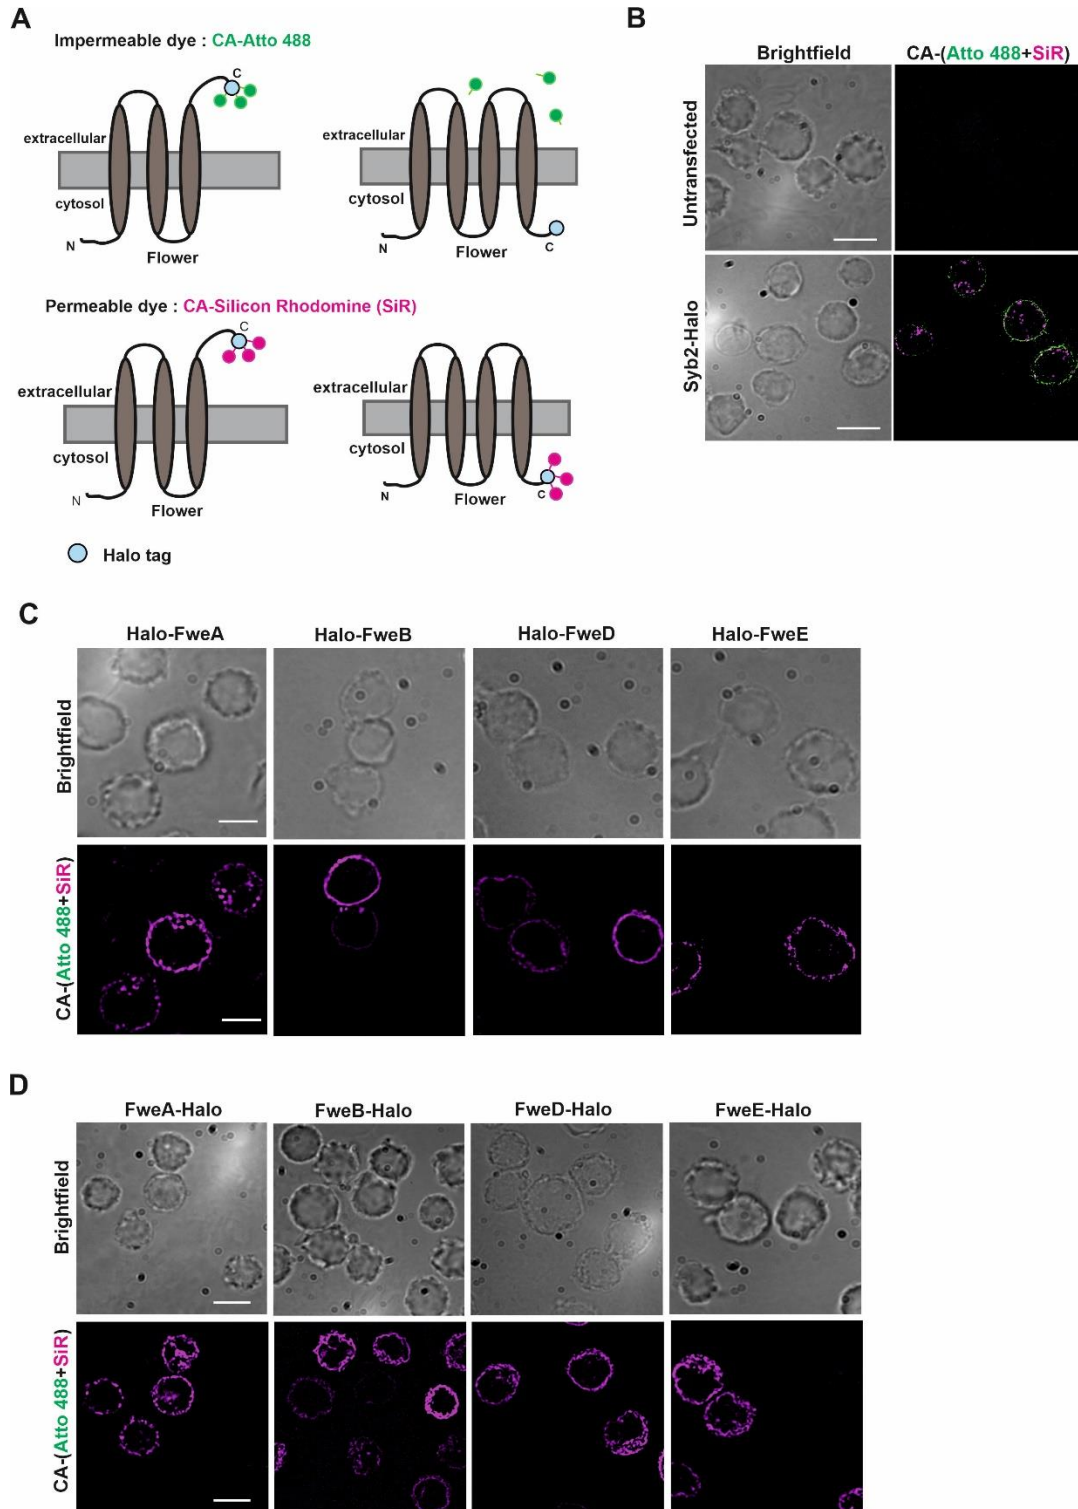 A
Impermeable dye : CA-Atto 488
C
extracellular
cytosol
N
Flower
extracellular
cytosol
N
Flower
C
Permeable dye : CA-Silicon Rhodomine (SiR)
C
extracellular
cytosol
N
Flower
extracellular
cytosol
N
Flower
C
Halo tag
B
Brightfield
CA-(Atto 488+SiR)
Untransfected
Syb2-Halo
C
Halo-FweA
Halo-FweB
Halo-FweD
Halo-FweE
Brightfield
CA-(Atto 488+SiR)
D
FweA-Halo
FweB-Halo
FweD-Halo
FweE-Halo
Brightfield
CA-(Atto 488+SiR)